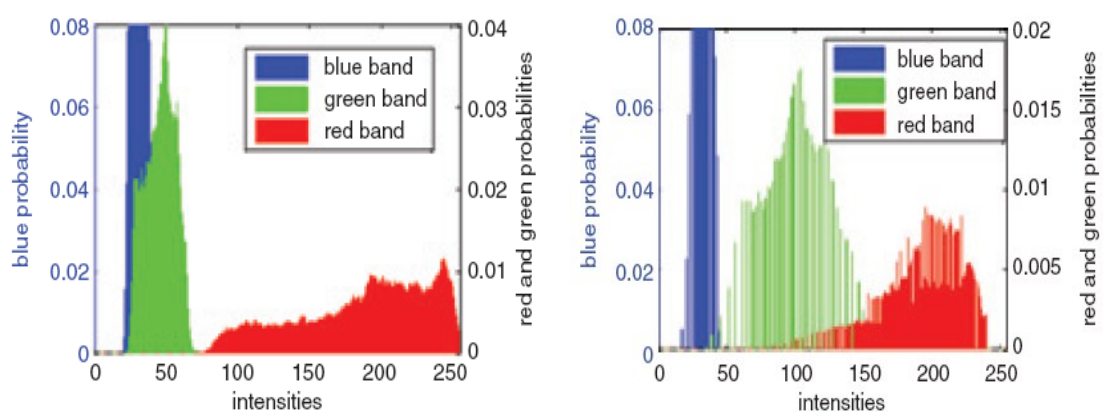 0.08
0.06
0.04
0.02
0
blue probability
0.04
0.03
0.02
0.01
0
red and green probabilities
blue band
green band
red band
0 50 100 150 200 250
intensities
0.08
0.06
0.04
0.02
0
blue probability
0.02
0.015
0.01
0.005
0
red and green probabilities
blue band
green band
red band
0 50 100 150 200 250
intensities